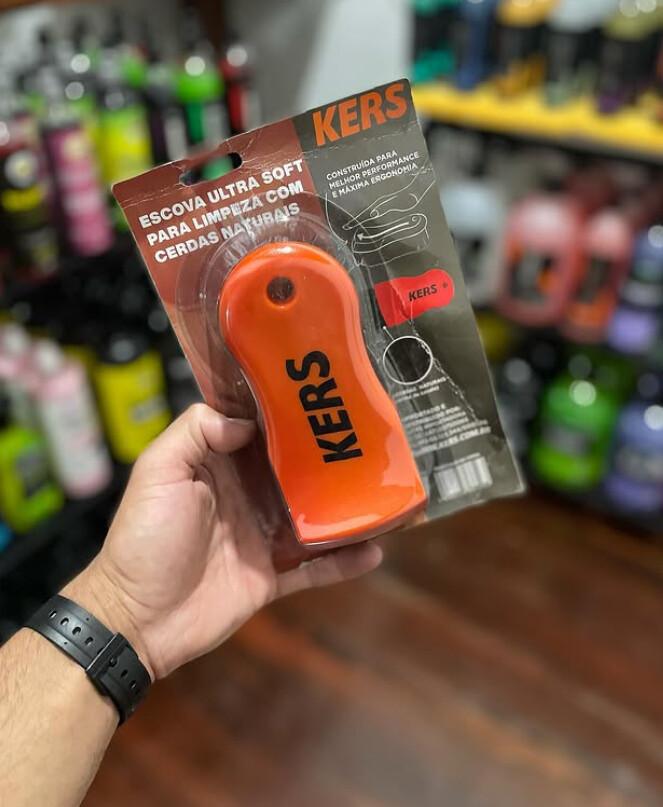 KERS
ESCOVA ULTRA SOFT
PARA LIMPEZA COM
CERDAS NATURAIS
CONSTRUÍDA PARA
MELHOR PERFORMANCE
E MÁXIMA ERGONOMIA
KERS
KERS